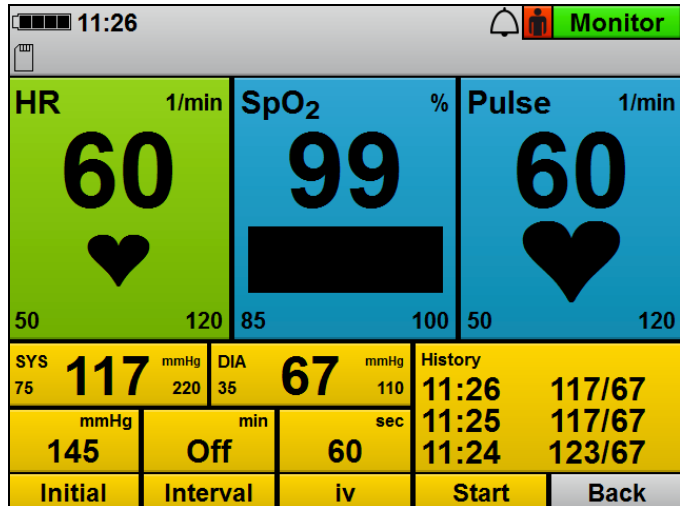 11:26 Monitor
HR 1/min SpO₂ % Pulse 1/min
60 99 60
50 120 85 100 50 120
SYS 117 mmHg DIA 67 mmHg History
75 220 35 110
11:26 117/67
mmHg min sec 11:25 117/67
145 Off 60 11:24 123/67
Initial Interval iv Start Back